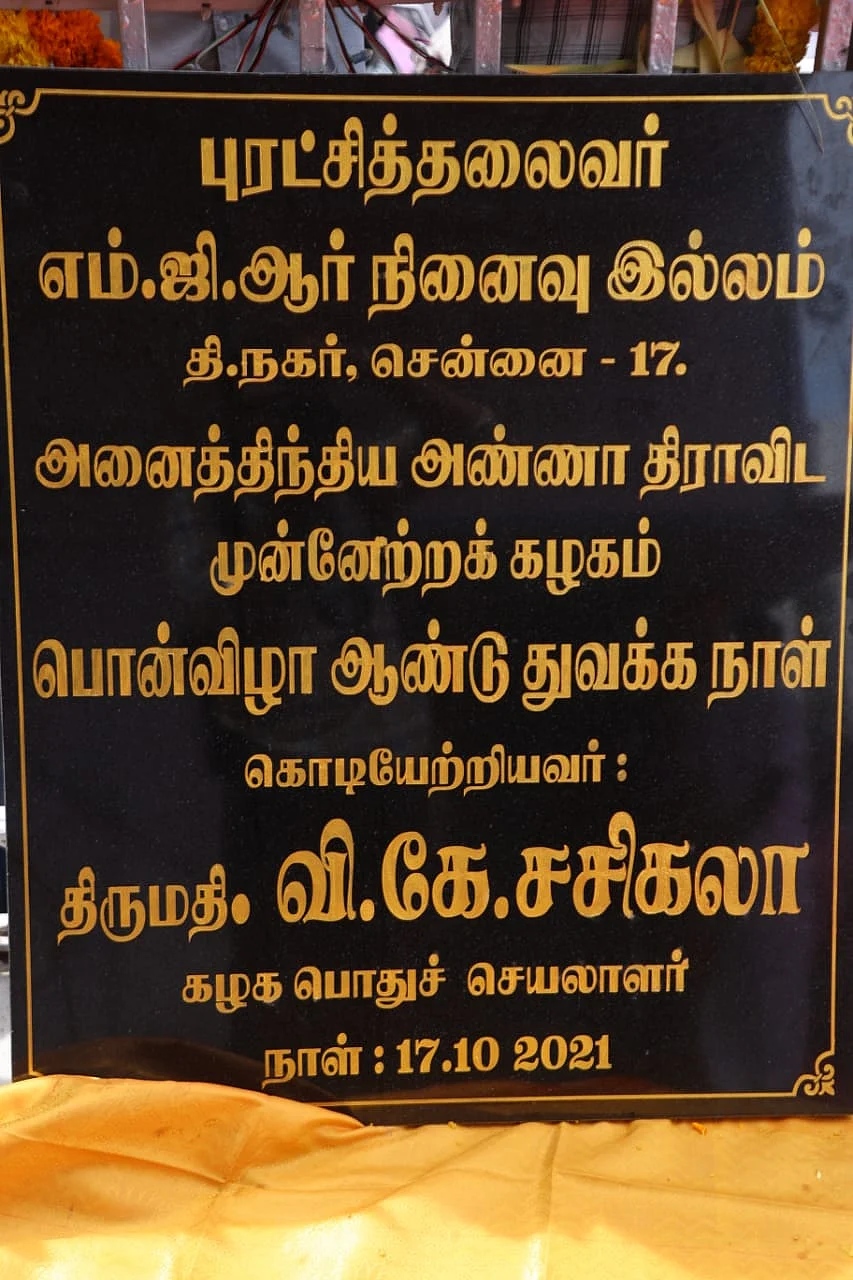 புரட்சித்தலைவர்
எம்.ஜி.ஆர் நினைவு இல்லம்
தி.நகர், சென்னை - 17.
அனைத்திந்திய அண்ணா திராவிட
முன்னேற்றக் கழகம்
பொன்விழா ஆண்டு துவக்க நாள்
கொடியேற்றியவர் :
திருமதி. வி.கே.சசிகலா
கழக பொதுச் செயலாளர்
நாள் : 17.10 2021